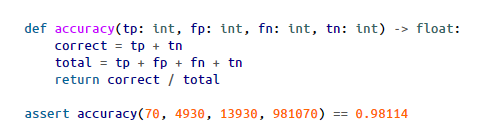 def accuracy(tp: int, fp: int, fn: int, tn: int) -> float:
    correct = tp + tn
    total = tp + fp + fn + tn
    return correct / total

assert accuracy(70, 4930, 13930, 981070) == 0.98114